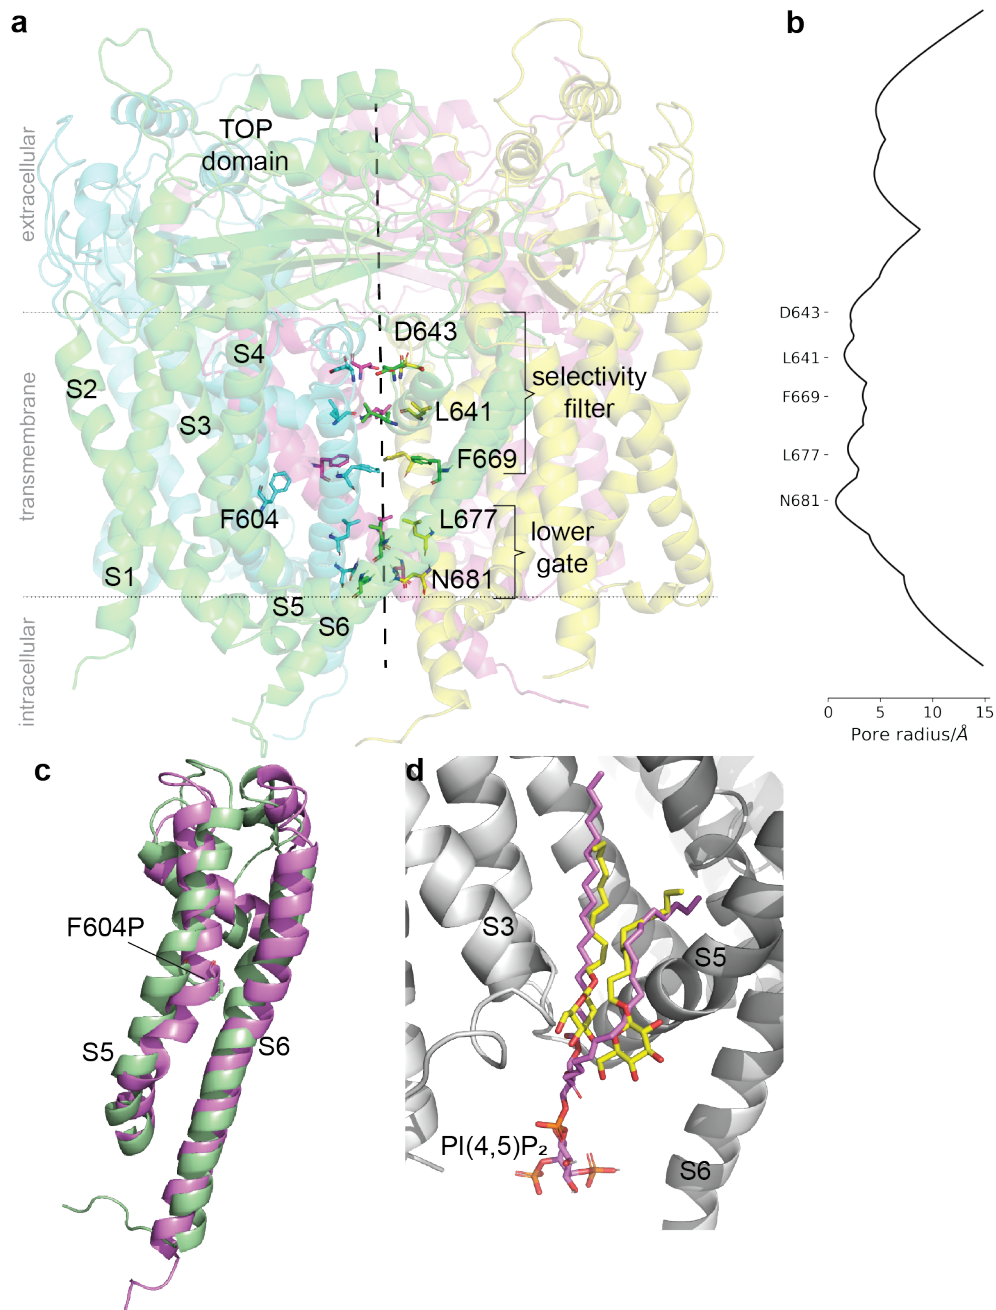 a
b
extracellular
TOP
domain
D643
S4
S2
selectivity
filter
L641
S3
F669
transmembrane
F604
L677
lower
gate
S1
N681
S5
S6
intracellular
D643
L641
F669
L677
N681
0 5 10 15
Pore radius/Å
c
d
F604P
S3
S5
S5
S6
PI(4,5)P₂
S6